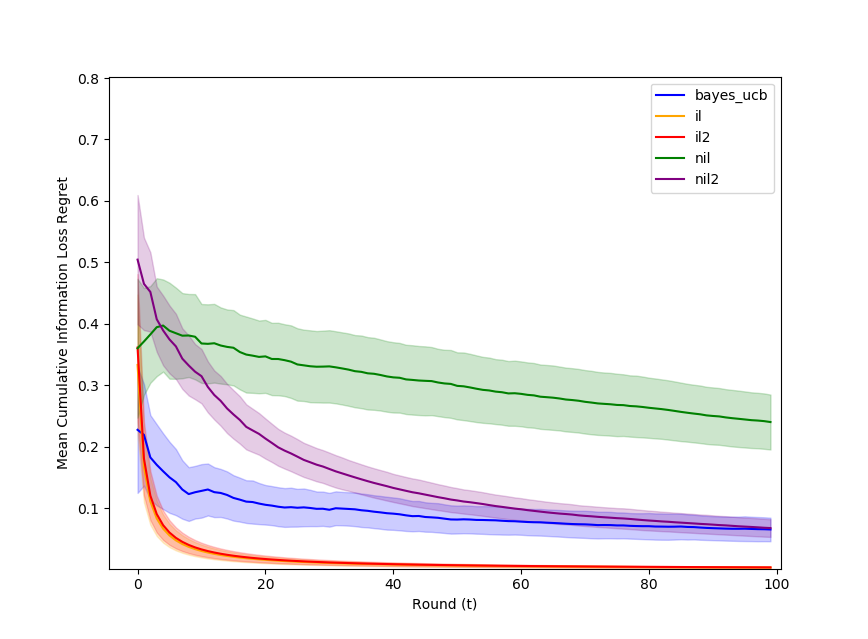 0.8
0.7
0.6
0.5
0.4
0.3
0.2
0.1
Mean Cumulative Information Loss Regret
bayes_ucb
il
il2
nil
nil2
0 20 40 60 80 100
Round (t)